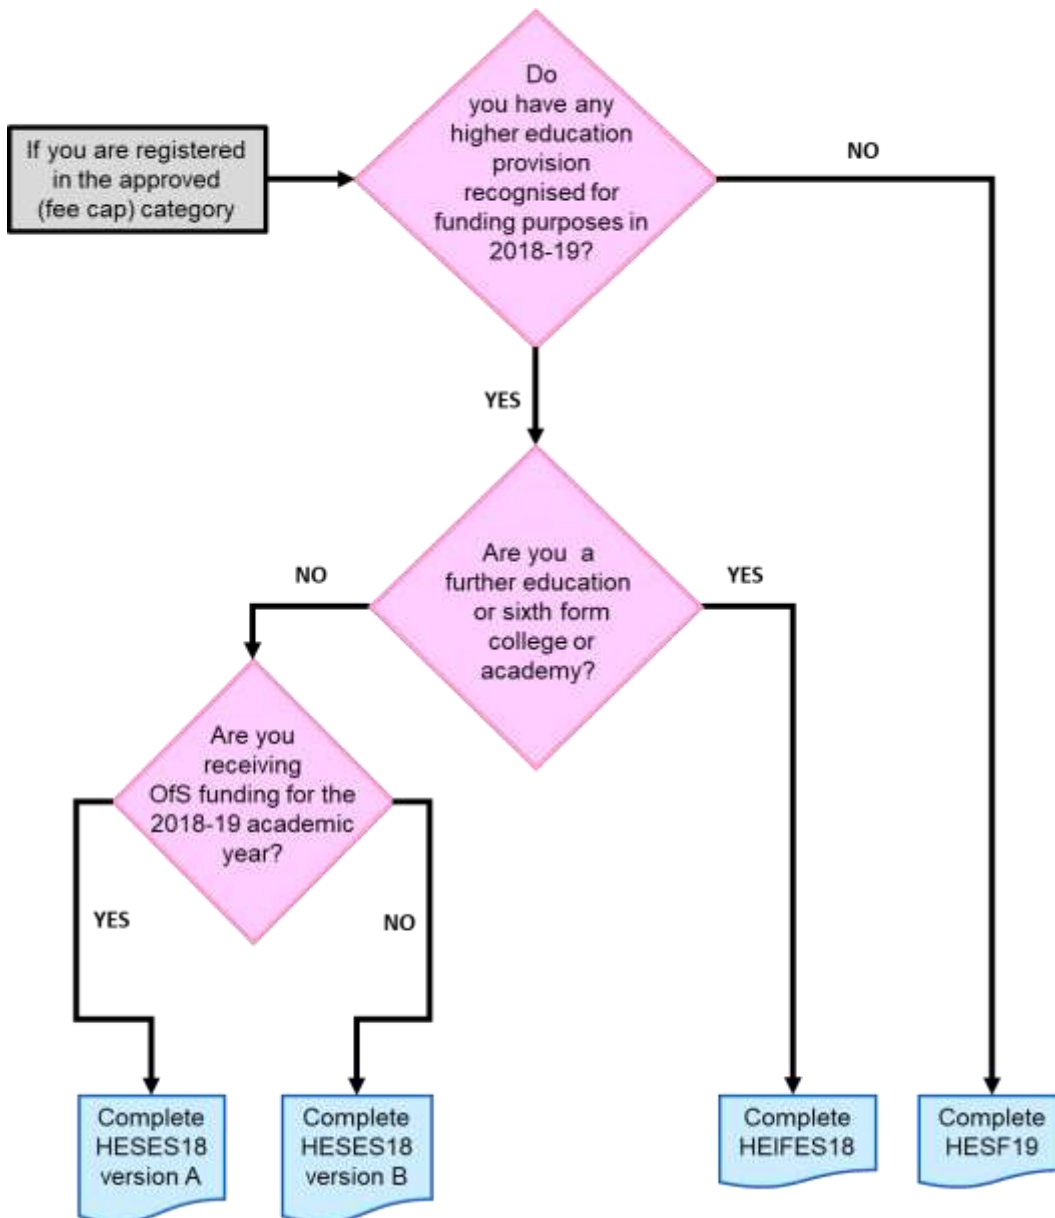 Do
you have any
higher education
provision
recognised for
funding purposes in
2018-19?
If you are registered
in the approved
(fee cap) category
NO
YES
Are you a
further education
or sixth form
college or
academy?
NO
YES
Are you
receiving
OfS funding for the
2018-19 academic
year?
YES
NO
Complete
HESES18
version A
Complete
HESES18
version B
Complete
HEIFES18
Complete
HESF19